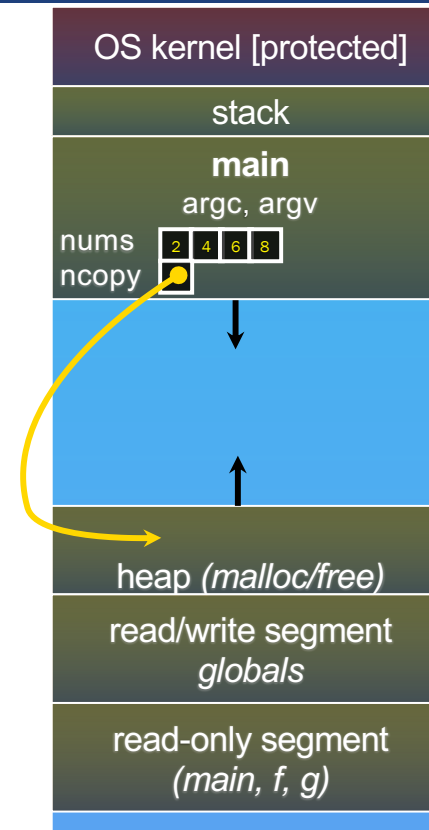 OS kernel [protected]
stack
main
argc, argv
nums 2 4 6 8
ncopy
heap (malloc/free)
read/write segment
globals
read-only segment
(main, f, g)